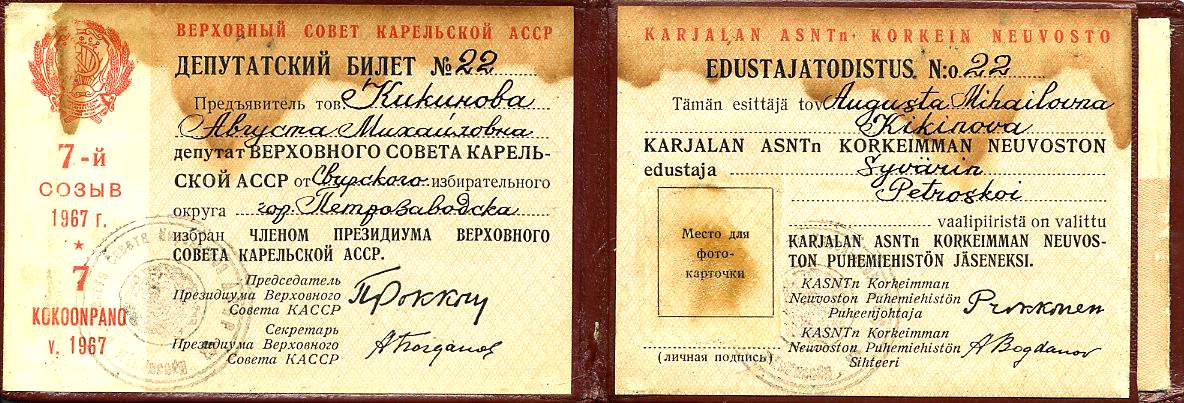 ВЕРХОВНЫЙ СОВЕТ КАРЕЛЬСКОЙ АССР
ДЕПУТАТСКИЙ БИЛЕТ № 22
Предъявитель тов. Кикинова
Августа Михайловна
депутат ВЕРХОВНОГО СОВЕТА КАРЕЛЬ-
СКОЙ АССР от Свирского избирательного
округа гор. Петрозаводска
избран ЧЛЕНОМ ПРЕЗИДИУМА ВЕРХОВНОГО
СОВЕТА КАРЕЛЬСКОЙ АССР.
Председатель
Президиума Верховного
Совета КАССР
Секретарь
Президиума Верховного
Совета КАССР
7-й
СОЗЫВ
1967 г.
7
KOKOONPANO
v. 1967
KARJALAN ASNTn KORKEIN NEUVOSTO
EDUSTAJATODISTUS. N:o 22
Tämän esittäjä tov Augusta Mihailovna
Kikinova
KARJALAN ASNTn KORKEIMMAN NEUVOSTON
edustaja Syvärin
Petroskoi
vaalipiiristä on valittu
KARJALAN ASNTn KORKEIMMAN NEUVOS-
TON PUHEMIEHISTÖN JÄSENEKSI.
Место для
фото-
карточки
KASNTn Korkeimman
Neuvoston Puhemiehistön
Puheenjohtaja
Prokkonen
KASNTn Korkeimman
Neuvoston Puhemiehistön
Sihteeri
A Bogdanov
(личная подпись)